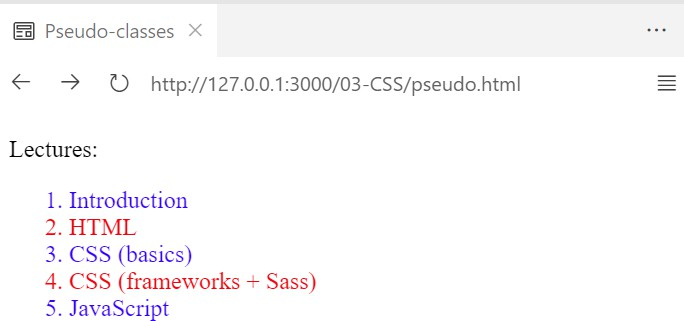 Pseudo-classes
http://127.0.0.1:3000/03-CSS/pseudo.html
Lectures:
1. Introduction
2. HTML
3. CSS (basics)
4. CSS (frameworks + Sass)
5. JavaScript